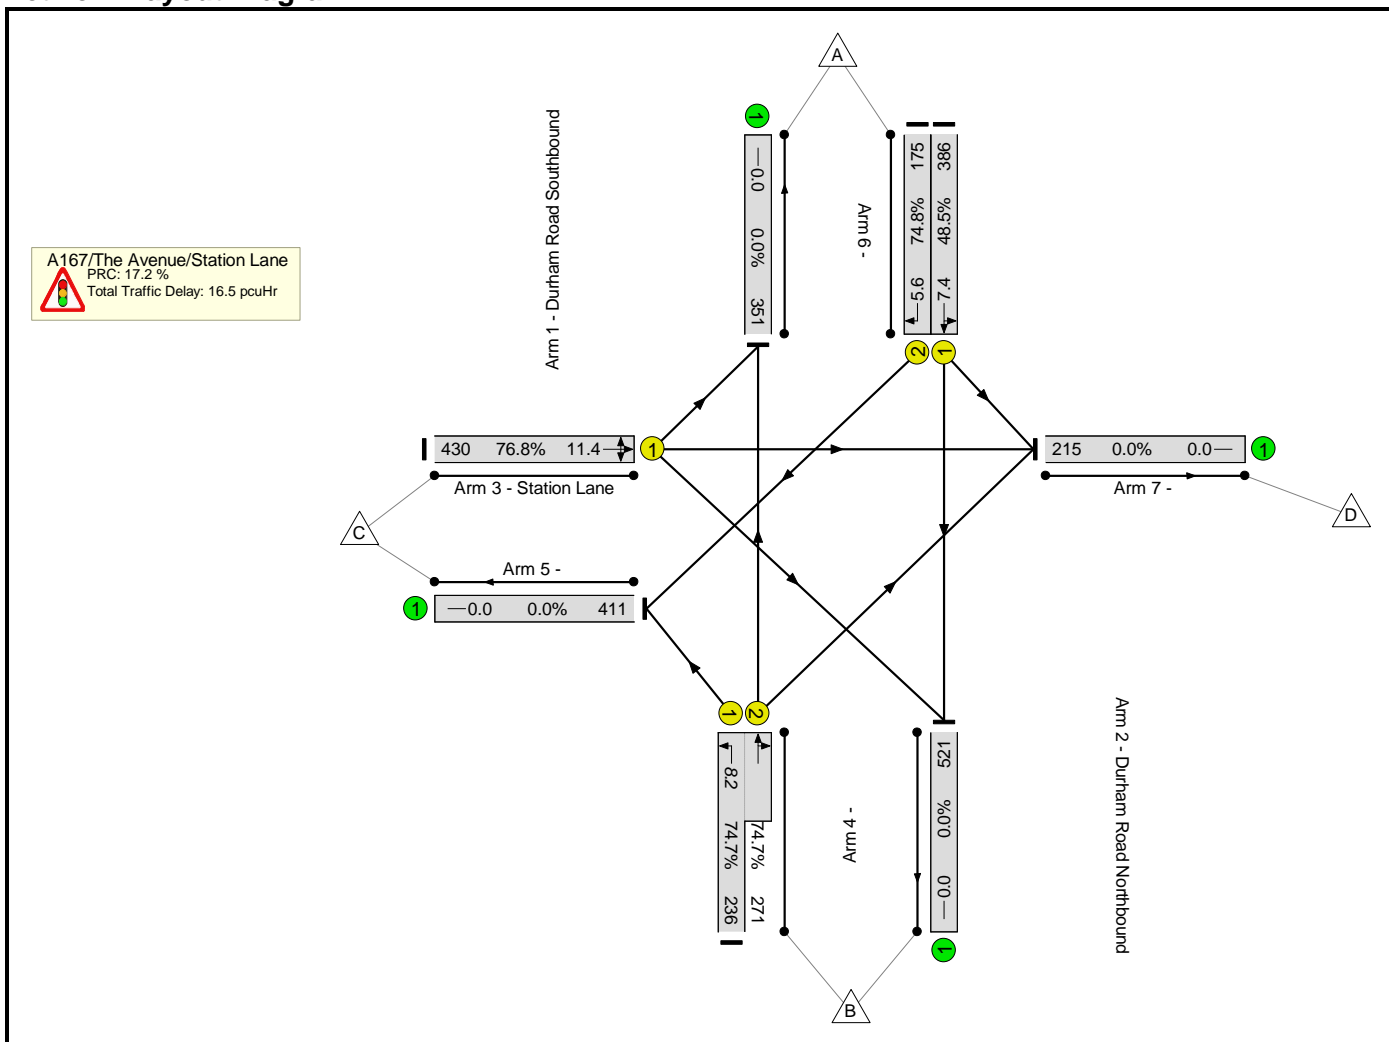 A167/The Avenue/Station Lane
PRC: 17.2 %
Total Traffic Delay: 16.5 pcuHr
A
Arm 1 - Durham Road Southbound
1
0.0
0.0%
351
Arm 6 -
175
74.8%
5.6
386
48.5%
7.4
2
1
430 76.8% 11.4
1
Arm 3 - Station Lane
215 0.0% 0.0
1
Arm 7 -
C
D
Arm 5 -
1
0.0 0.0% 411
1
2
8.2
74.7%
236
74.7%
271
Arm 4 -
521
0.0%
0.0
1
Arm 2 - Durham Road Northbound
B